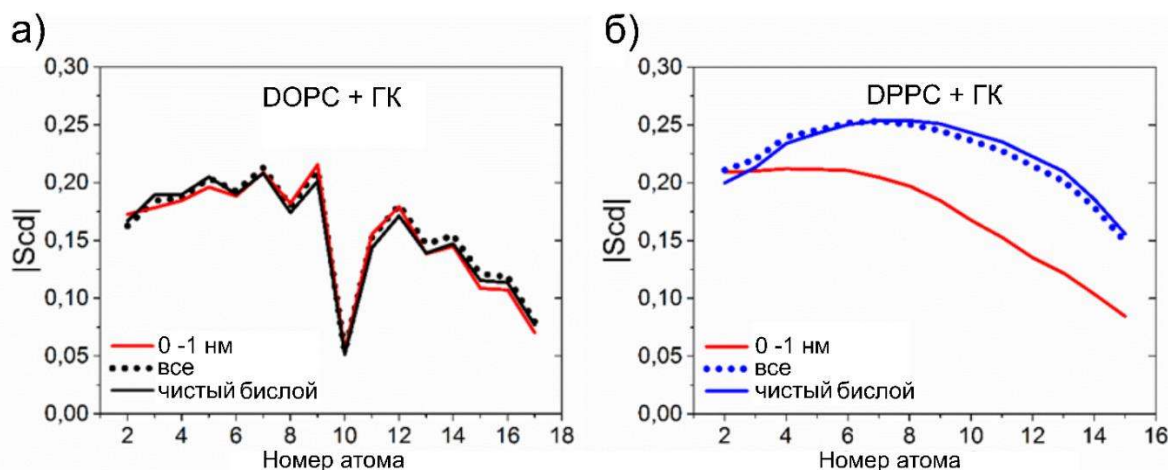 а)
0,30
0,25
0,20
0,15
0,10
0,05
0,00
|Scd|
DOPC + ГК
0 -1 нм
все
чистый бислой
2 4 6 8 10 12 14 16 18
Номер атома
б)
0,30
0,25
0,20
0,15
0,10
0,05
0,00
|Scd|
DPPC + ГК
0 -1 нм
все
чистый бислой
2 4 6 8 10 12 14 16
Номер атома